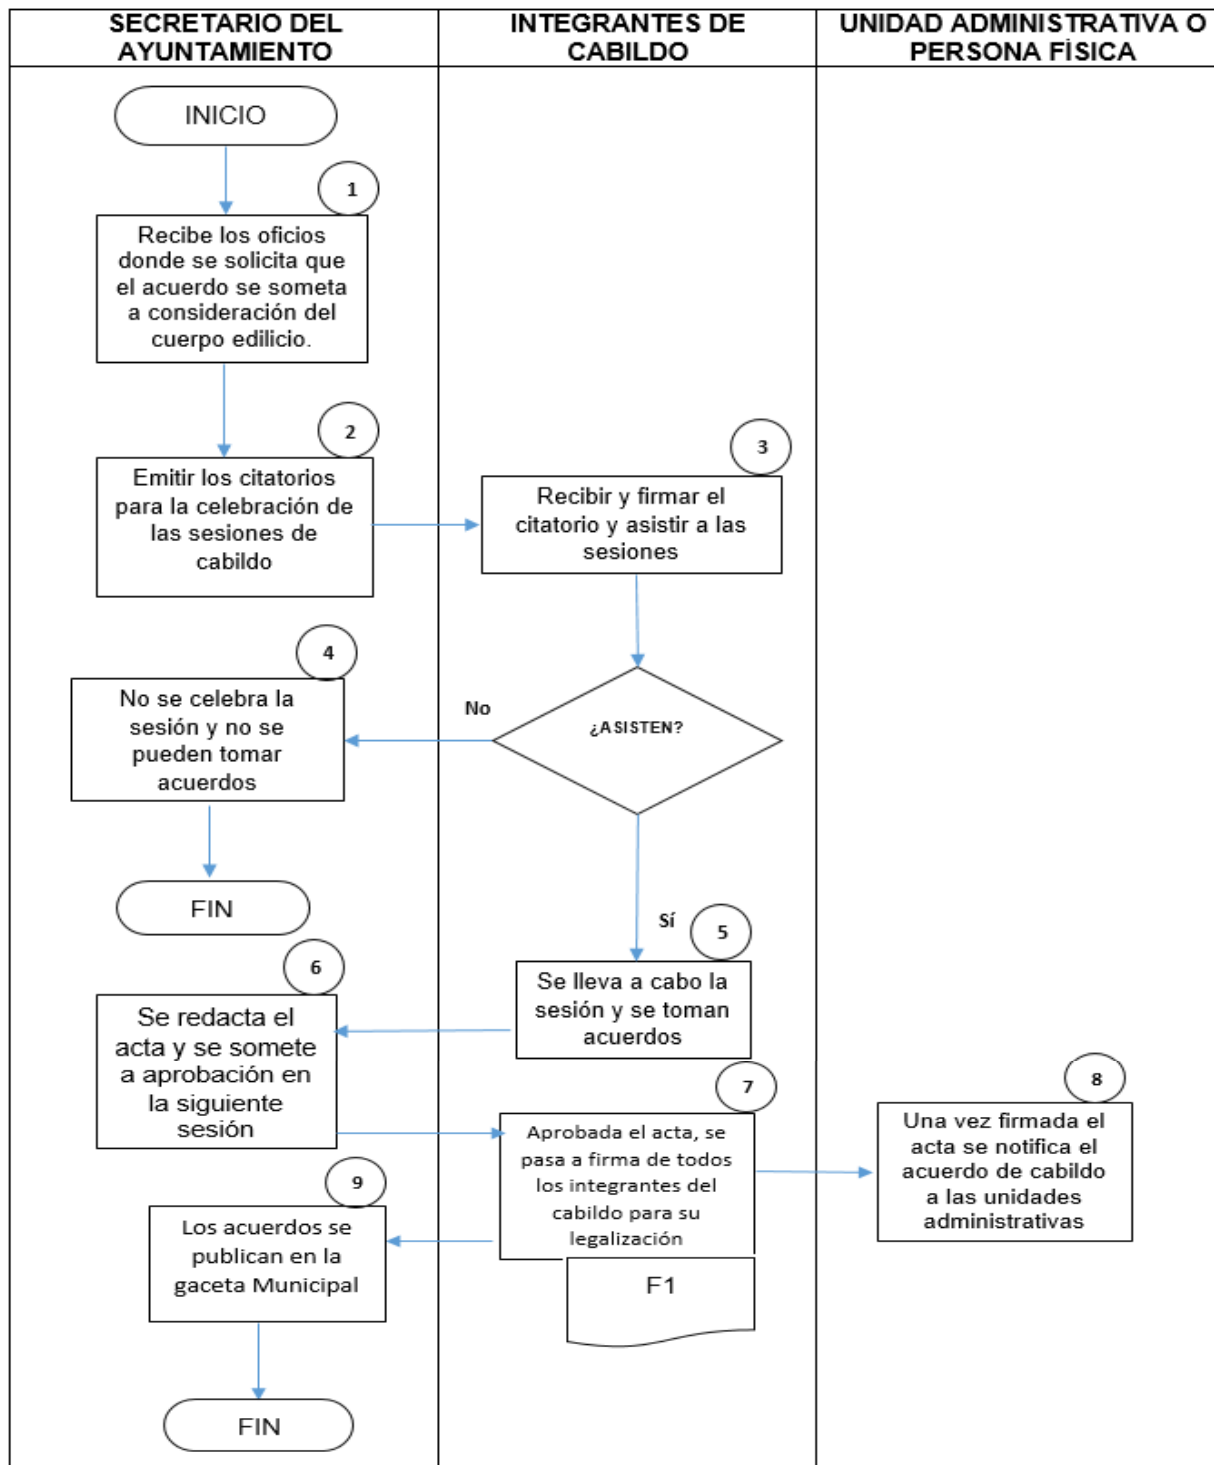 SECRETARIO DEL
AYUNTAMIENTO
INTEGRANTES DE
CABILDO
UNIDAD ADMINISTRATIVA O
PERSONA FÍSICA
INICIO
1
Recibe los oficios
donde se solicita que
el acuerdo se someta
a consideración del
cuerpo edilicio.
2
Emitir los citatorios
para la celebración de
las sesiones de
cabildo
3
Recibir y firmar el
citatorio y asistir a las
sesiones
¿ASISTEN?
No
4
No se celebra la
sesión y no se
pueden tomar
acuerdos
FIN
Sí
5
Se lleva a cabo la
sesión y se toman
acuerdos
6
Se redacta el
acta y se somete
a aprobación en
la siguiente
sesión
7
Aprobada el acta, se
pasa a firma de todos
los integrantes del
cabildo para su
legalización
F1
8
Una vez firmada el
acta se notifica el
acuerdo de cabildo
a las unidades
administrativas
9
Los acuerdos se
publican en la
gaceta Municipal
FIN